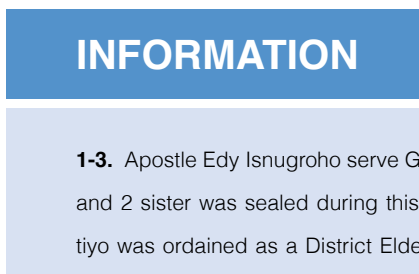 INFORMATION
1-3. Apostle Edy Isnugroho serve G
and 2 sister was sealed during this
tiyo was ordained as a District Elde